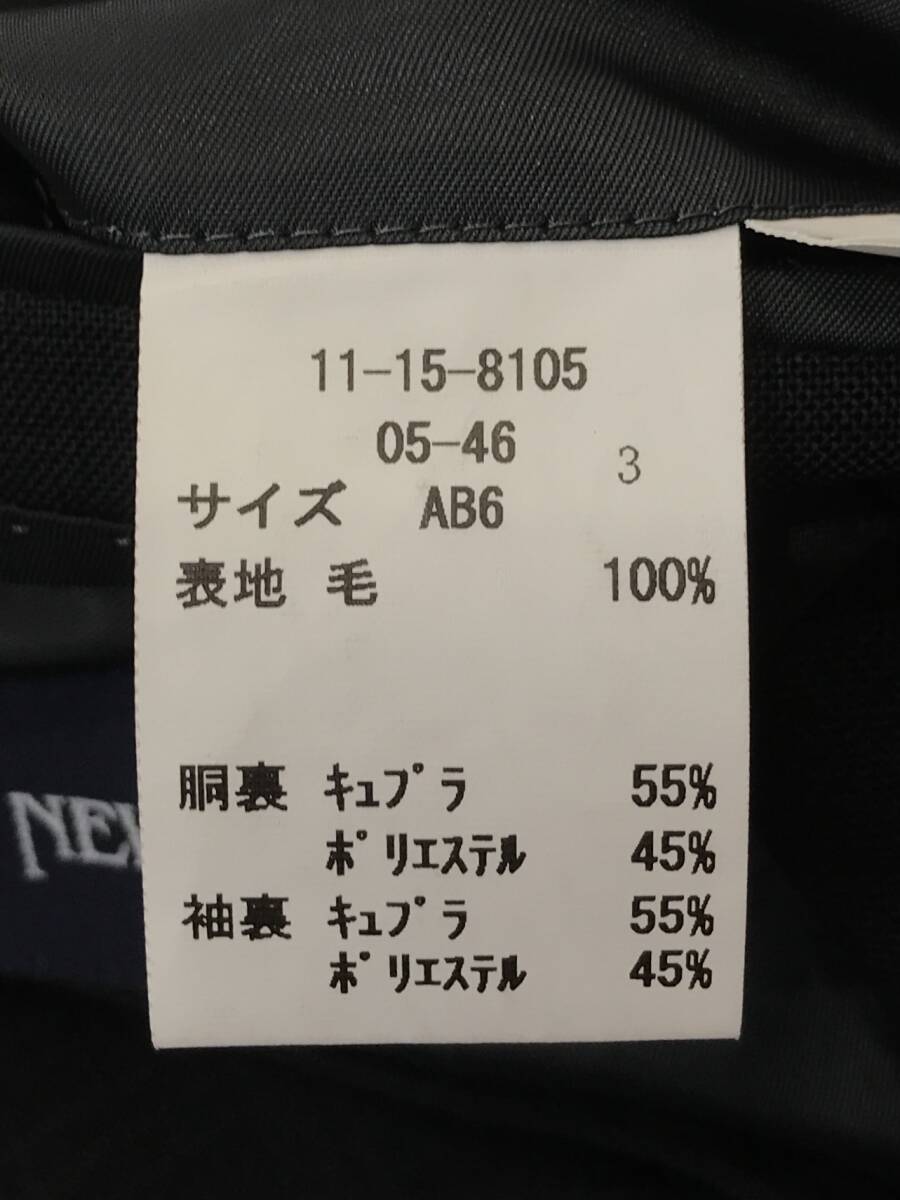 11-15-8105
05-46
3
サイズ AB6
表地 毛 100%
胴裏 ｷｭﾌﾟﾗ 55%
ﾎﾟﾘｴｽﾃﾙ 45%
袖裏 ｷｭﾌﾟﾗ 55%
ﾎﾟﾘｴｽﾃﾙ 45%